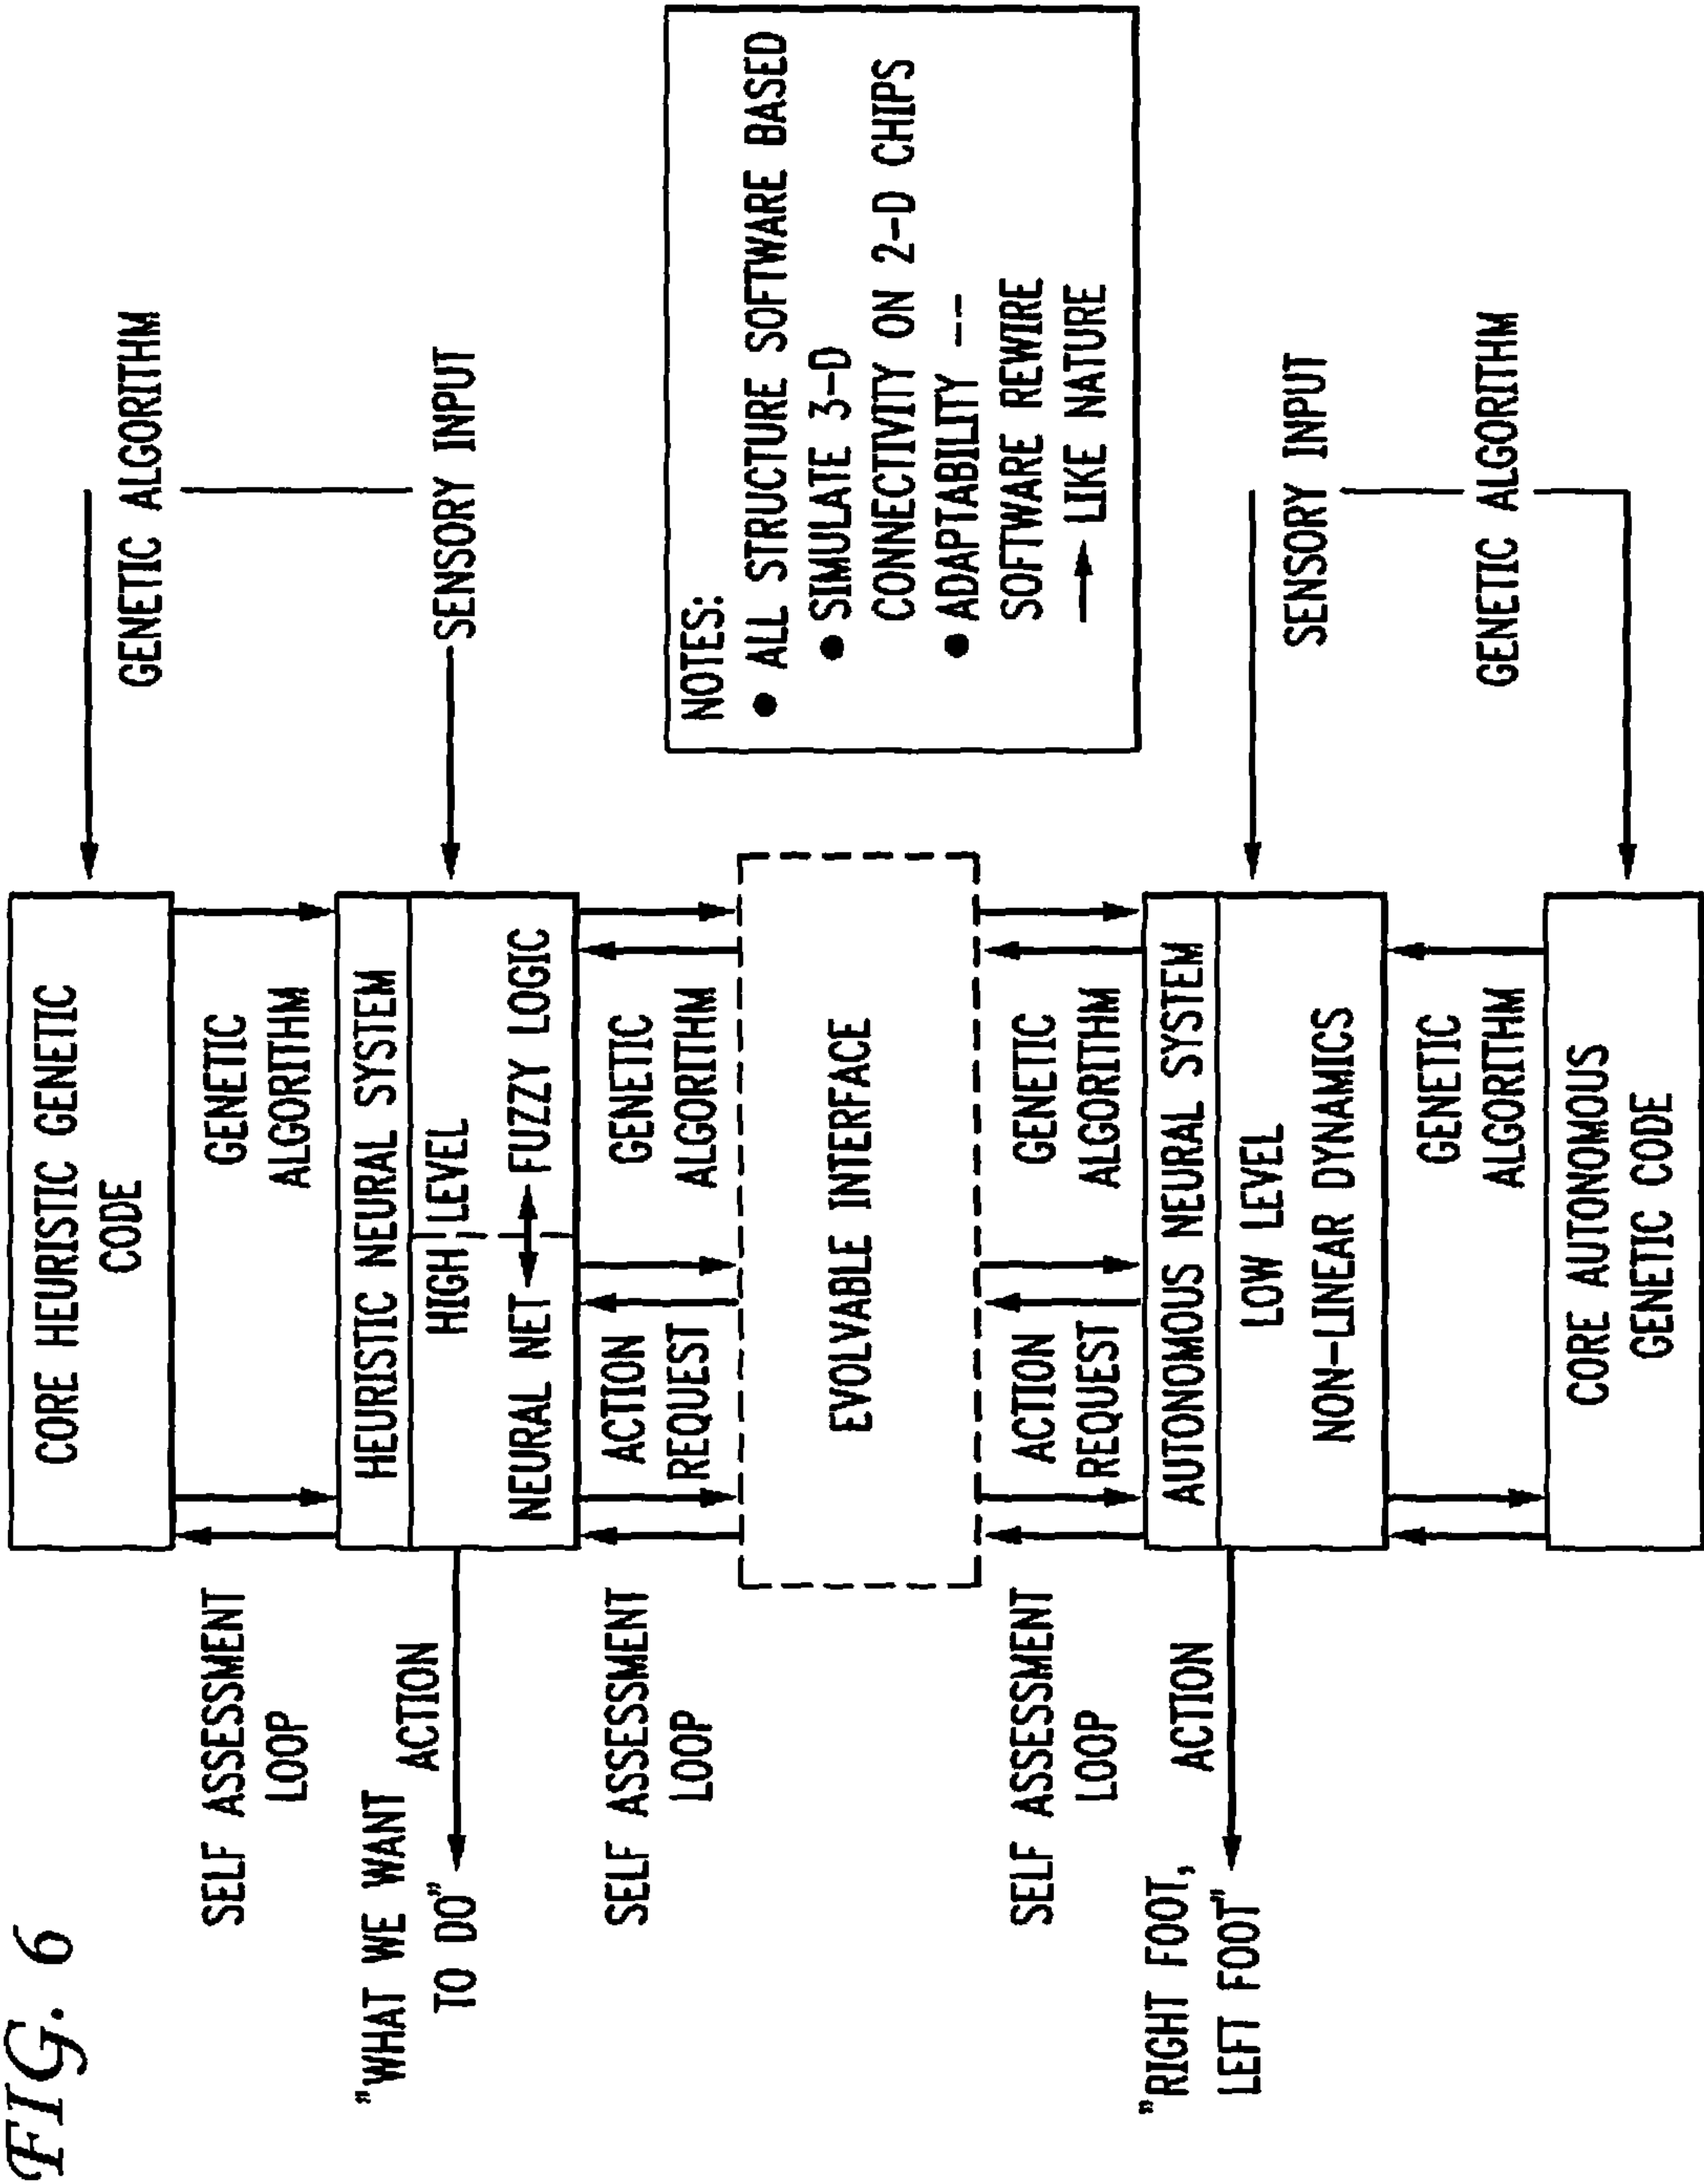 FIG. 6
CORE HEURISTIC GENETIC
CODE
GENETIC ALGORITHM
SELF ASSESSMENT
LOOP
GENETIC
ALGORITHM
"WHAT WE WANT
TO DO"
ACTION
HEURISTIC NEURAL SYSTEM
HIGH LEVEL
NEURAL NET
FUZZY LOGIC
SENSORY INPUT
SELF ASSESSMENT
LOOP
ACTION
REQUEST
GENETIC
ALGORITHM
EVOLVABLE INTERFACE
NOTES:
● ALL STRUCTURE SOFTWARE BASED
● SIMULATE 3-D
CONNECTIVITY ON 2-D CHIPS
● ADAPTABILITY --
SOFTWARE REWIRE
→ LIKE NATURE
SELF ASSESSMENT
LOOP
ACTION
REQUEST
GENETIC
ALGORITHM
"RIGHT FOOT,
LEFT FOOT"
ACTION
AUTONOMOUS NEURAL SYSTEM
LOW LEVEL
NON-LINEAR DYNAMICS
SENSORY INPUT
GENETIC
ALGORITHM
GENETIC ALGORITHM
CORE AUTONOMOUS
GENETIC CODE